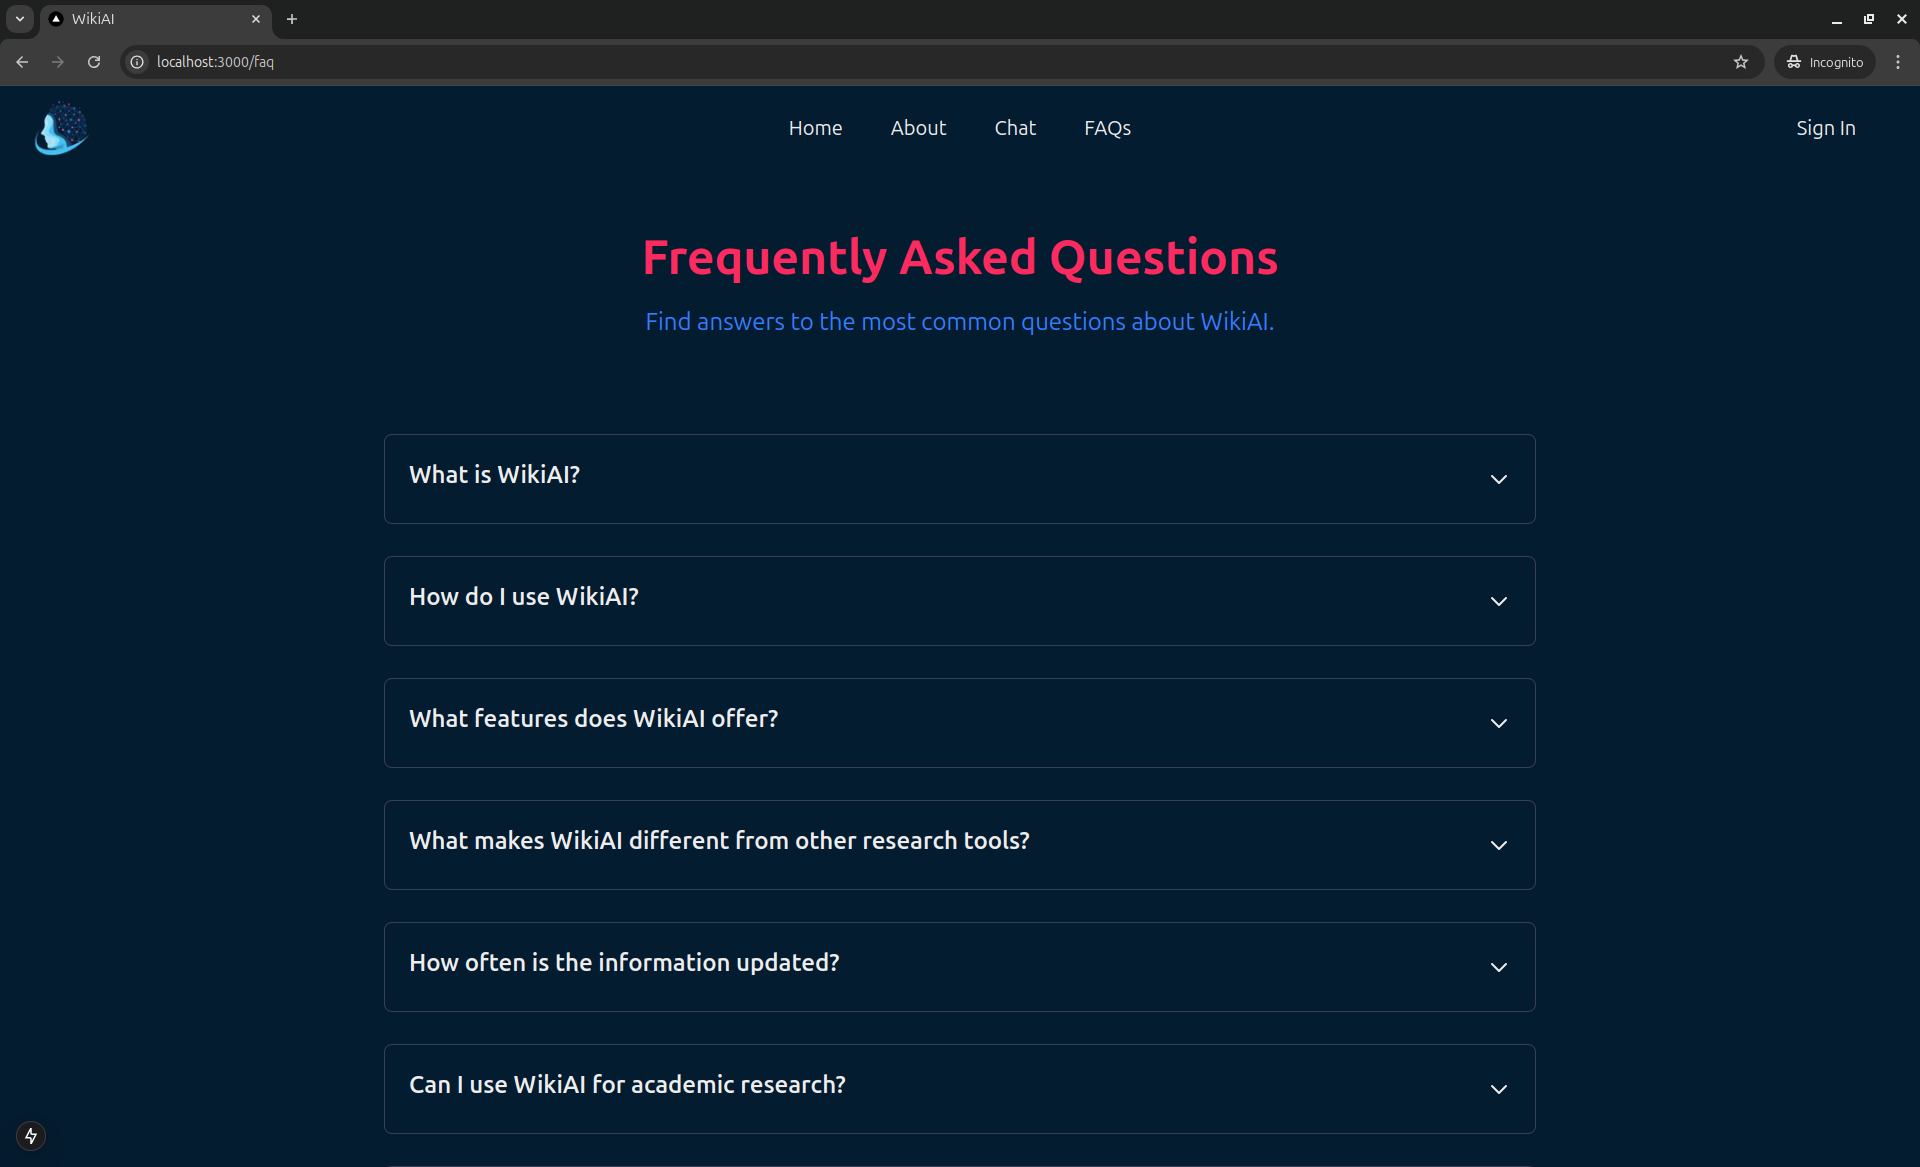 WikiAI
localhost:3000/faq
Incognito
Home About Chat FAQs Sign In
Frequently Asked Questions
Find answers to the most common questions about WikiAI.
What is WikiAI?
How do I use WikiAI?
What features does WikiAI offer?
What makes WikiAI different from other research tools?
How often is the information updated?
Can I use WikiAI for academic research?